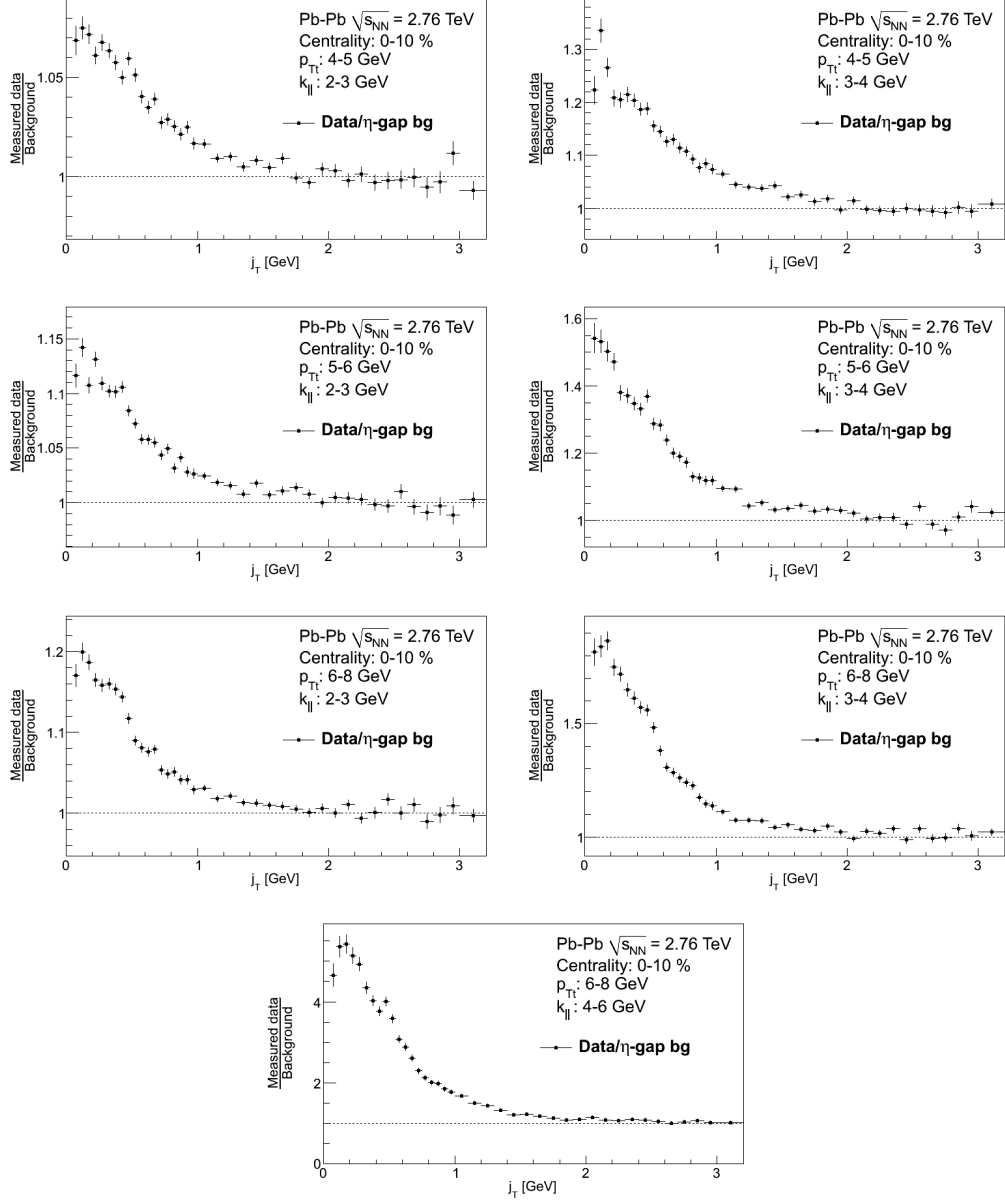 Pb-Pb √sNN = 2.76 TeV
Centrality: 0-10 %
pTt: 4-5 GeV
k||: 2-3 GeV
Data/η-gap bg
Measured data
Background
1.05
1
0 1 2 3
jT [GeV]
Pb-Pb √sNN = 2.76 TeV
Centrality: 0-10 %
pTt: 4-5 GeV
k||: 3-4 GeV
Data/η-gap bg
Measured data
Background
1.3
1.2
1.1
1
0 1 2 3
jT [GeV]
Pb-Pb √sNN = 2.76 TeV
Centrality: 0-10 %
pTt: 5-6 GeV
k||: 2-3 GeV
Data/η-gap bg
Measured data
Background
1.15
1.1
1.05
1
0 1 2 3
jT [GeV]
Pb-Pb √sNN = 2.76 TeV
Centrality: 0-10 %
pTt: 5-6 GeV
k||: 3-4 GeV
Data/η-gap bg
Measured data
Background
1.6
1.4
1.2
1
0 1 2 3
jT [GeV]
Pb-Pb √sNN = 2.76 TeV
Centrality: 0-10 %
pTt: 6-8 GeV
k||: 2-3 GeV
Data/η-gap bg
Measured data
Background
1.2
1.1
1
0 1 2 3
jT [GeV]
Pb-Pb √sNN = 2.76 TeV
Centrality: 0-10 %
pTt: 6-8 GeV
k||: 3-4 GeV
Data/η-gap bg
Measured data
Background
1.5
1
0 1 2 3
jT [GeV]
Pb-Pb √sNN = 2.76 TeV
Centrality: 0-10 %
pTt: 6-8 GeV
k||: 4-6 GeV
Data/η-gap bg
Measured data
Background
4
2
0
0 1 2 3
jT [GeV]